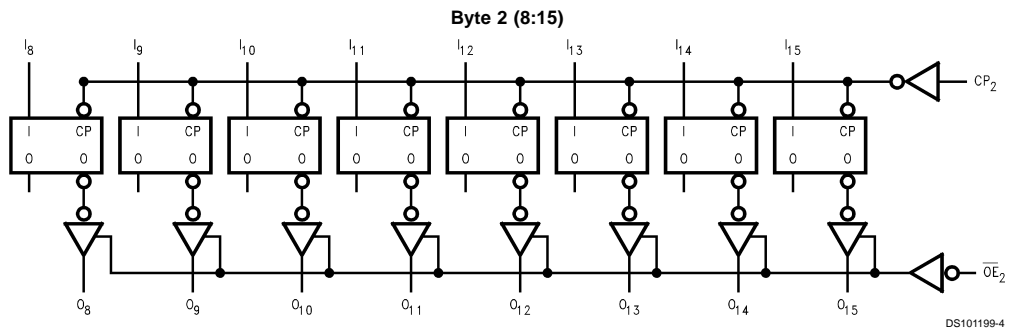 Byte 2 (8:15)
I8 I9 I10 I11 I12 I13 I14 I15
CP2
I CP I CP I CP I CP I CP I CP I CP I CP
O O O O O O O O O O O O O O O O
OE2
O8 O9 O10 O11 O12 O13 O14 O15
DS101199-4